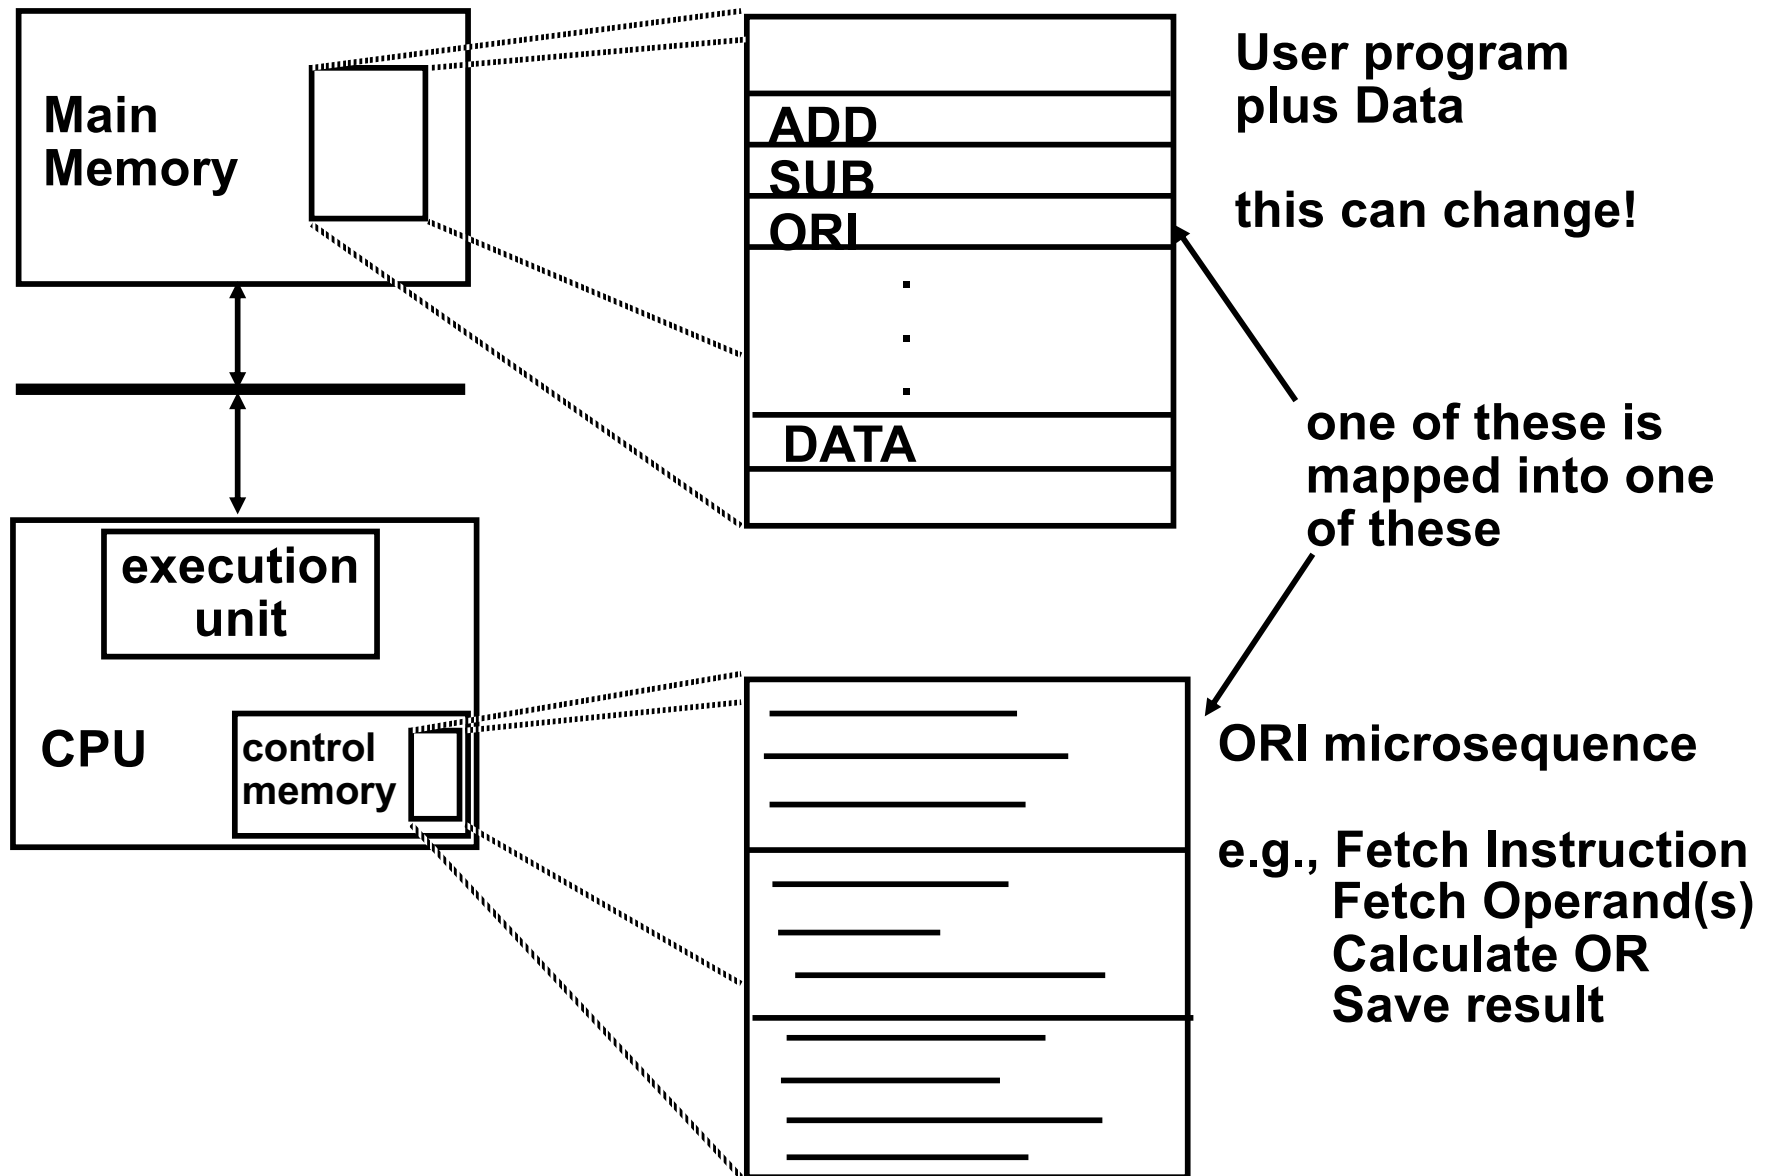 Main
Memory
ADD
SUB
ORI
.
.
.
DATA
User program
plus Data
this can change!
one of these is
mapped into one
of these
execution
unit
CPU
control
memory
ORI microsequence
e.g., Fetch Instruction
Fetch Operand(s)
Calculate OR
Save result